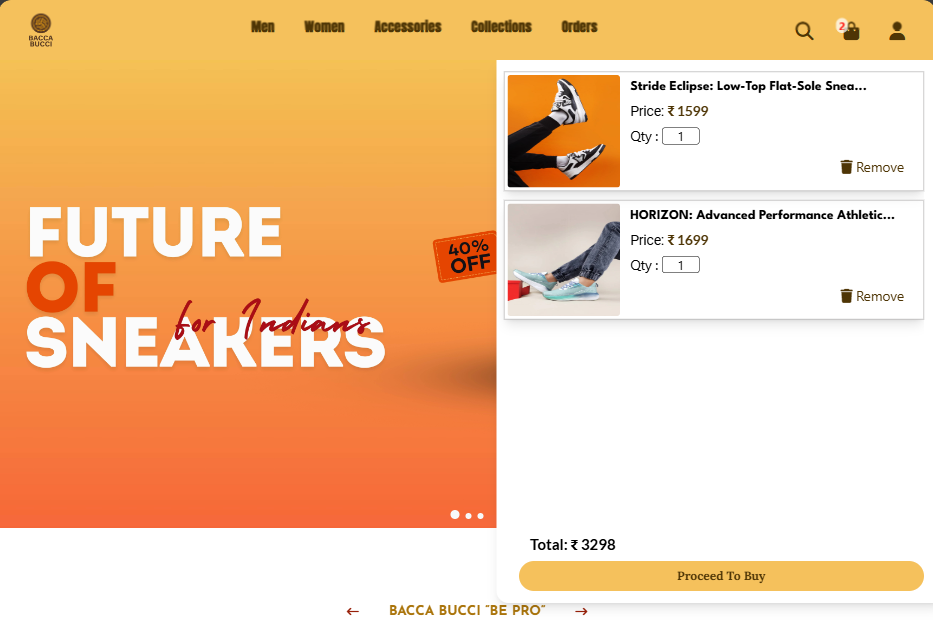 BACCA
BUCCI
Men Women Accessories Collections Orders
2
FUTURE
OF
SNEAKERS
for Indians
40%
OFF
Stride Eclipse: Low-Top Flat-Sole Snea...
Price: ₹ 1599
Qty : 1
Remove
HORIZON: Advanced Performance Athletic...
Price: ₹ 1699
Qty : 1
Remove
Total: ₹ 3298
Proceed To Buy
← BACCA BUCCI "BE PRO" →